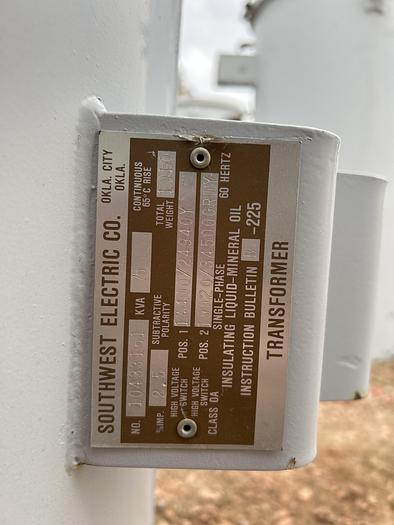 SOUTHWEST ELECTRIC CO. OKLA. CITY
OKLA.
NO. KVA CONTINUOUS
65°C RISE
%IMP. 2.5 SUBTRACTIVE
POLARITY TOTAL
WEIGHT
HIGH VOLTAGE
SWITCH POS. 1
HIGH VOLTAGE
SWITCH POS. 2
CLASS OA SINGLE-PHASE 60 HERTZ
INSULATING LIQUID-MINERAL OIL
INSTRUCTION BULLETIN -225
TRANSFORMER